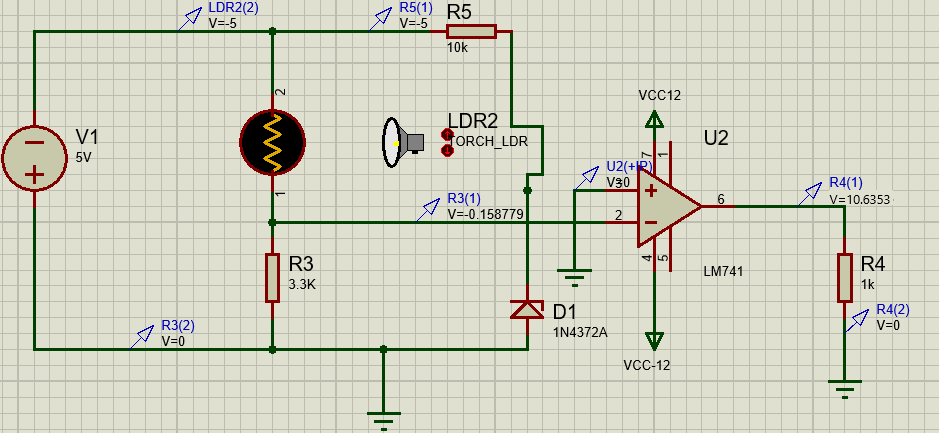 LDR2(2)
V=-5
R5(1)
V=-5
R5
10k
V1
5V
2
1
LDR2
TORCH_LDR
VCC12
U2
7
1
U2(+IP)
V=0
3
2
6
4
5
LM741
VCC-12
R3(1)
V=-0.158779
R3
3.3K
R3(2)
V=0
D1
1N4372A
R4(1)
V=10.6353
R4
1k
R4(2)
V=0